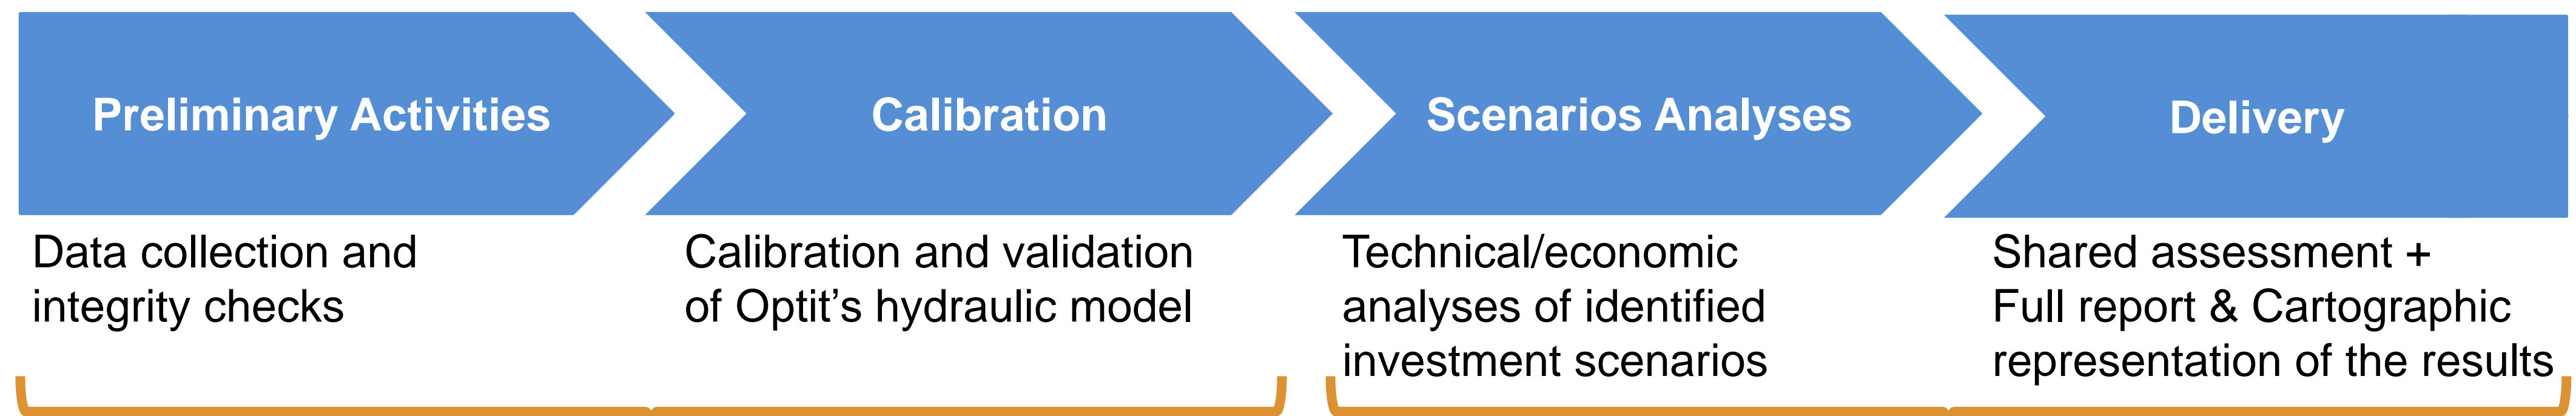 Preliminary Activities
Calibration
Scenarios Analyses
Delivery
Data collection and
integrity checks
Calibration and validation
of Optit’s hydraulic model
Technical/economic
analyses of identified
investment scenarios
Shared assessment +
Full report & Cartographic
representation of the results